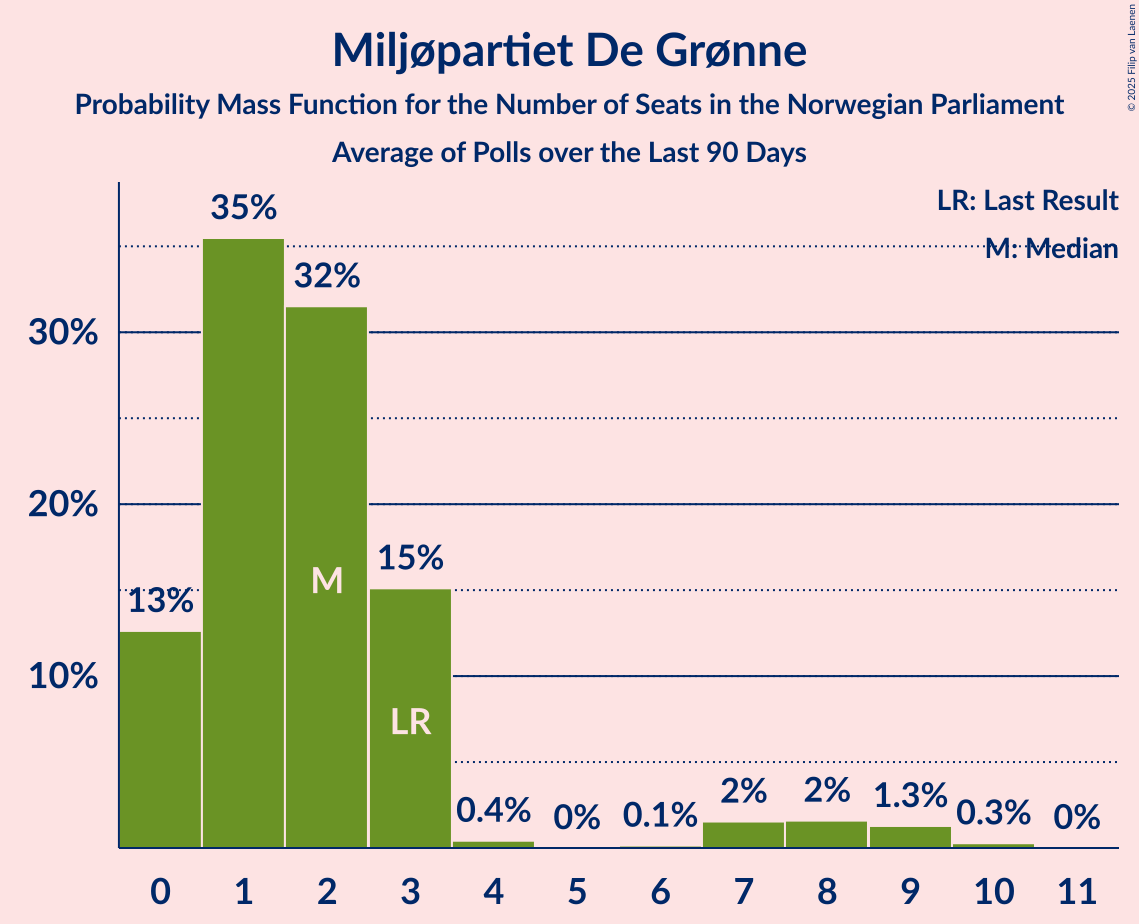 Miljøpartiet De Grønne
Probability Mass Function for the Number of Seats in the Norwegian Parliament
Average of Polls over the Last 90 Days
© 2025 Filip van Laenen
LR: Last Result
M: Median
35%
32%
30%
20%
15%
13%
M
10%
LR
0.4%
0%
0.1%
2%
2%
1.3%
0.3%
0%
0 1 2 3 4 5 6 7 8 9 10 11